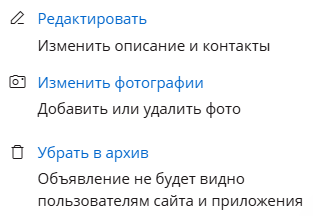 Редактировать
Изменить описание и контакты
Изменить фотографии
Добавить или удалить фото
Убрать в архив
Объявление не будет видно
пользователям сайта и приложения